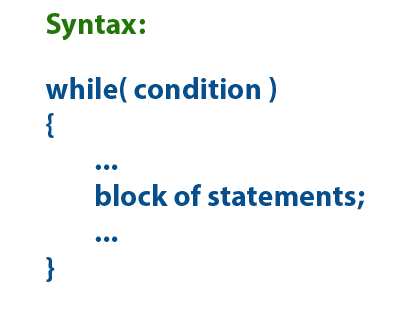 Syntax:
while( condition )
{
...
block of statements;
...
}